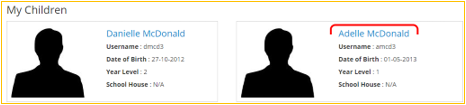 My Children
Danielle McDonald
Username : dmcd3
Date of Birth : 27-10-2012
Year Level : 2
School House : N/A
Adelle McDonald
Username : amcd3
Date of Birth : 01-05-2013
Year Level : 1
School House : N/A